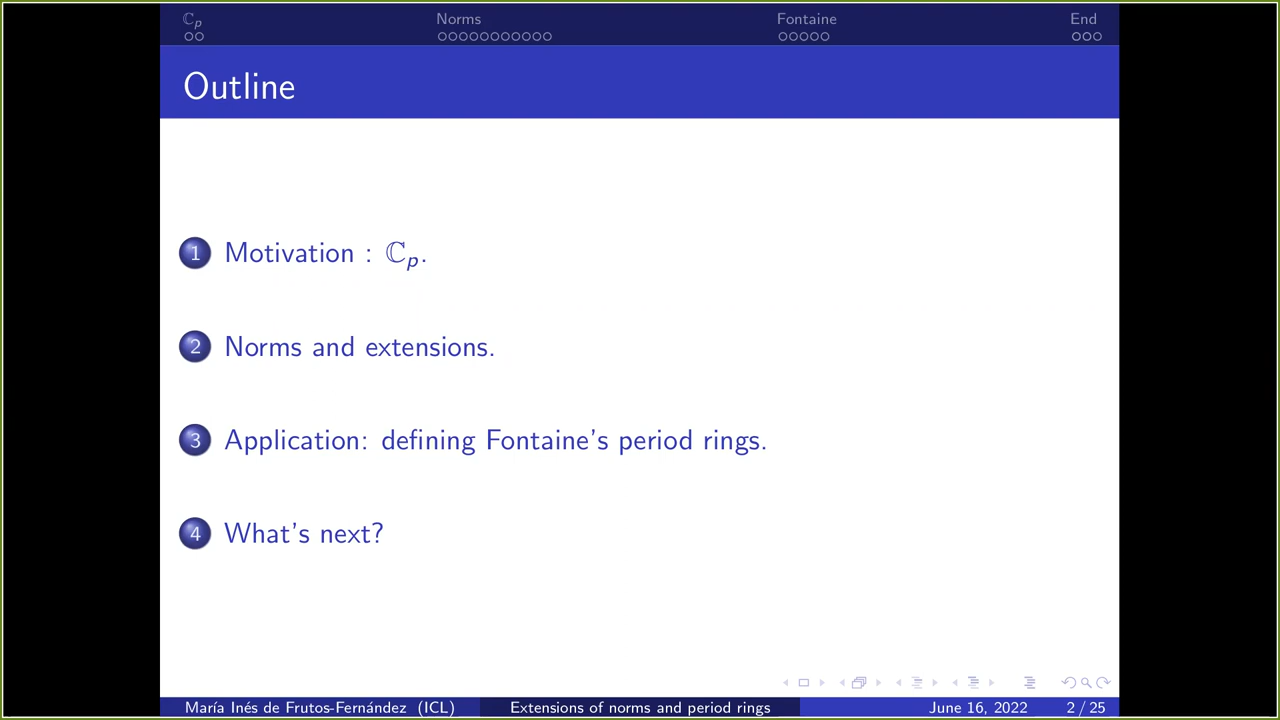 ℂp Norms Fontaine End
Outline
1 Motivation : ℂp.
2 Norms and extensions.
3 Application: defining Fontaine's period rings.
4 What's next?
María Inés de Frutos-Fernández (ICL) Extensions of norms and period rings June 16, 2022 2 / 25